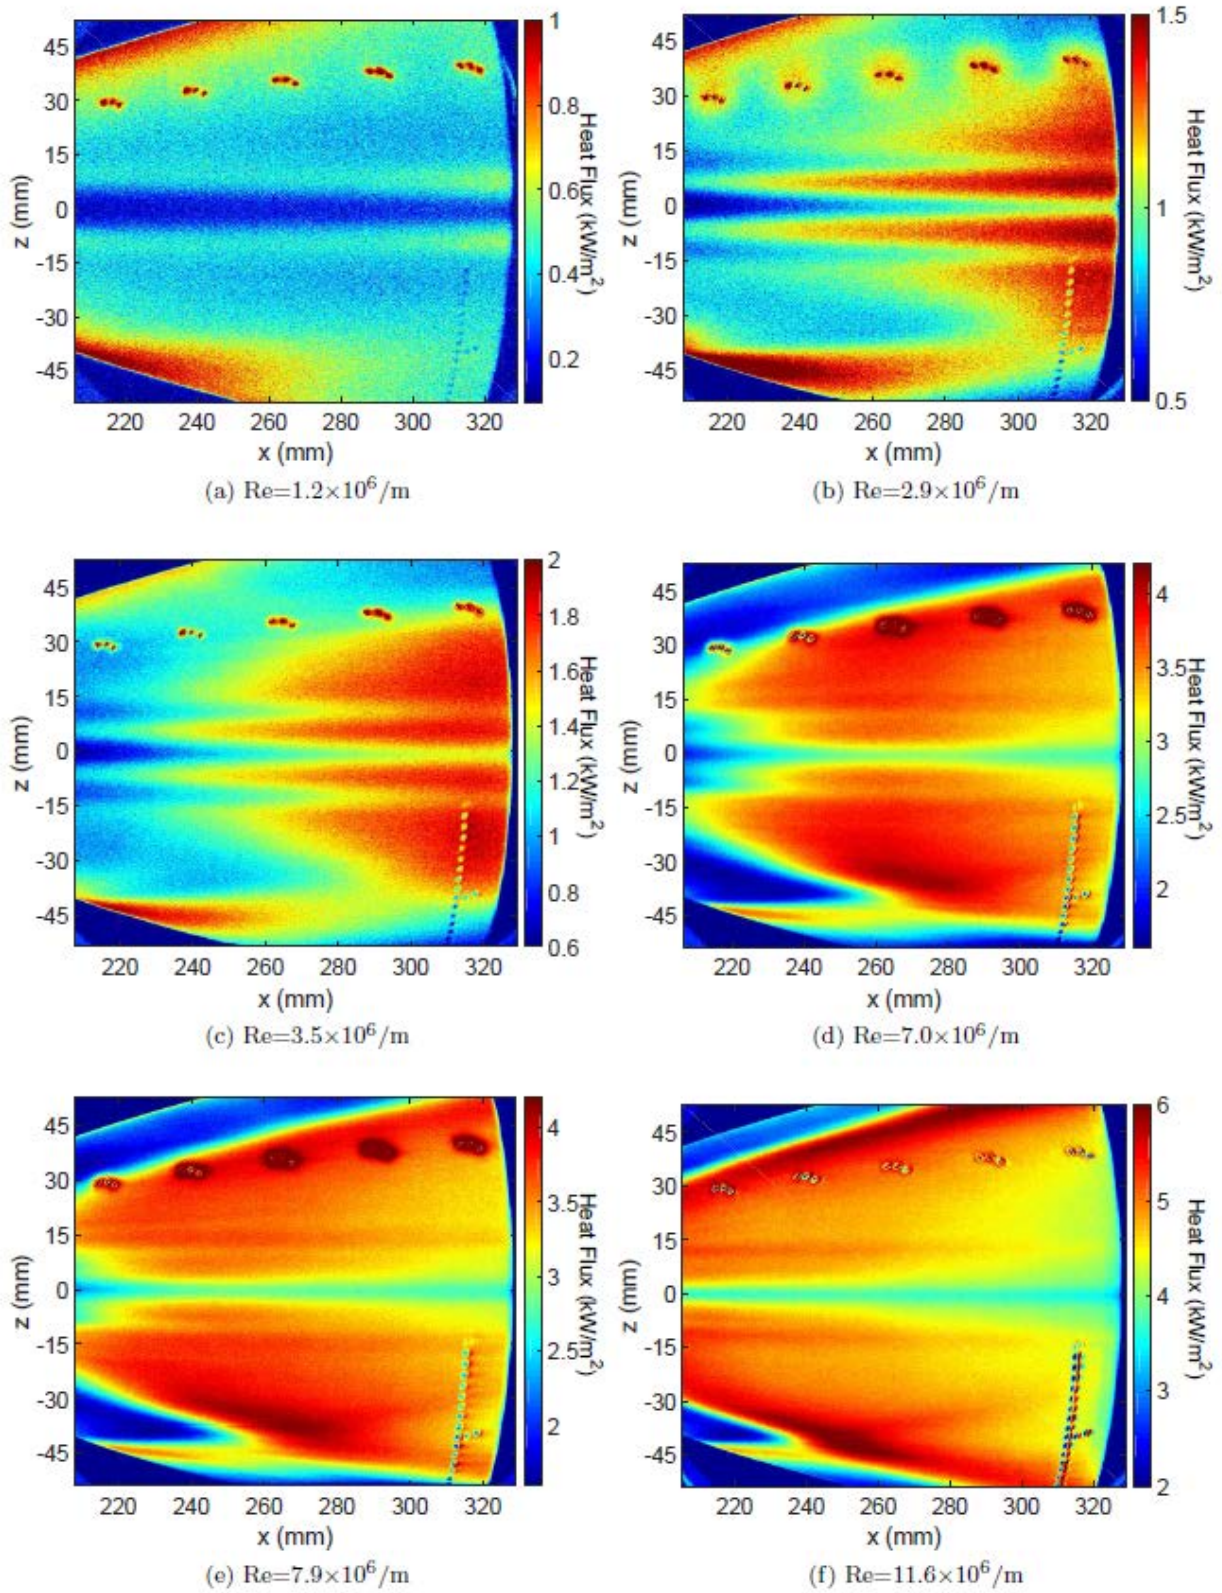 z (mm)
45
30
15
0
-15
-30
-45
220 240 260 280 300 320
x (mm)
1
0.8
0.6
0.4
0.2
Heat Flux (kW/m²)
(a) Re=1.2×10⁶/m
z (mm)
45
30
15
0
-15
-30
-45
220 240 260 280 300 320
x (mm)
1.5
1
0.5
Heat Flux (kW/m²)
(b) Re=2.9×10⁶/m
z (mm)
45
30
15
0
-15
-30
-45
220 240 260 280 300 320
x (mm)
2
1.8
1.6
1.4
1.2
1
0.8
0.6
Heat Flux (kW/m²)
(c) Re=3.5×10⁶/m
z (mm)
45
30
15
0
-15
-30
-45
220 240 260 280 300 320
x (mm)
4
3.5
3
2.5
2
Heat Flux (kW/m²)
(d) Re=7.0×10⁶/m
z (mm)
45
30
15
0
-15
-30
-45
220 240 260 280 300 320
x (mm)
4
3.5
3
2.5
2
Heat Flux (kW/m²)
(e) Re=7.9×10⁶/m
z (mm)
45
30
15
0
-15
-30
-45
220 240 260 280 300 320
x (mm)
6
5
4
3
2
Heat Flux (kW/m²)
(f) Re=11.6×10⁶/m